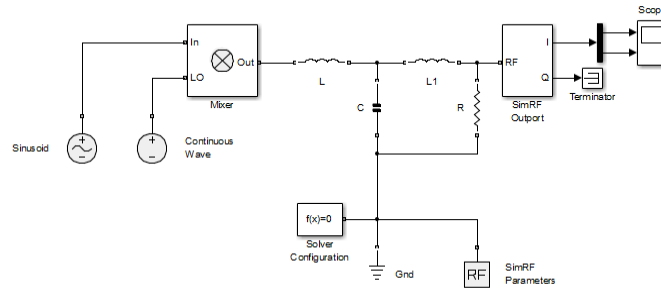 Scop
In
LO
Out
Mixer
L
L1
C
R
RF
I
Q
SimRF
Outport
Terminator
Sinusoid
Continuous
Wave
f(x)=0
Solver
Configuration
Gnd
RF
SimRF
Parameters